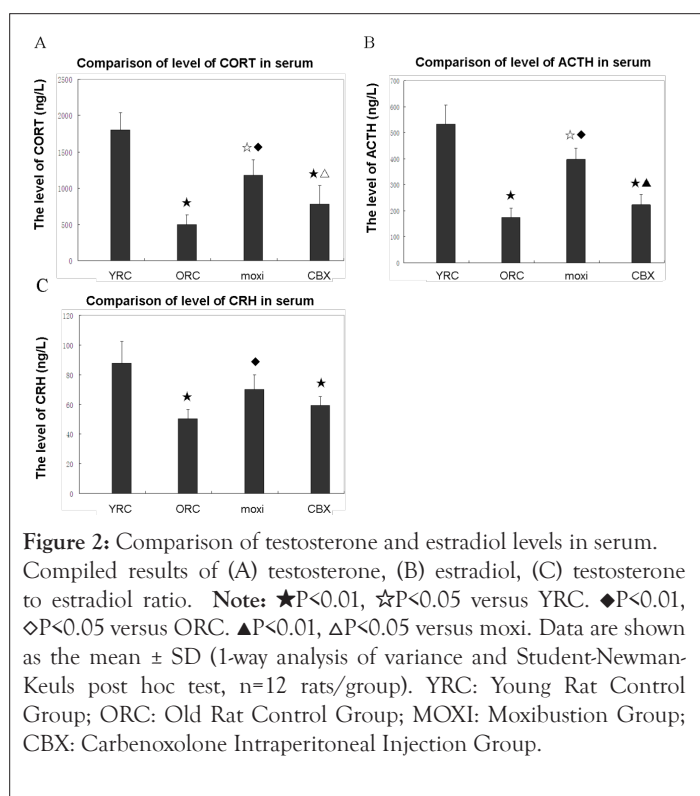 A
Comparison of level of CORT in serum
The level of CORT (ng/L)
2500
2000
1500
1000
500
0
★
☆◆
★△
YRC ORC moxi CBX
B
Comparison of level of ACTH in serum
The level of ACTH (ng/L)
700
600
500
400
300
200
100
0
★
☆◆
★▲
YRC ORC moxi CBX
C
Comparison of level of CRH in serum
The level of CRH (ng/L)
120
100
80
60
40
20
0
★
◆
★
YRC ORC moxi CBX
Figure 2: Comparison of testosterone and estradiol levels in serum.
Compiled results of (A) testosterone, (B) estradiol, (C) testosterone
to estradiol ratio. Note: ★P<0.01, ☆P<0.05 versus YRC. ◆P<0.01,
◇P<0.05 versus ORC. ▲P<0.01, △P<0.05 versus moxi. Data are shown
as the mean ± SD (1-way analysis of variance and Student-Newman-
Keuls post hoc test, n=12 rats/group). YRC: Young Rat Control
Group; ORC: Old Rat Control Group; MOXI: Moxibustion Group;
CBX: Carbenoxolone Intraperitoneal Injection Group.